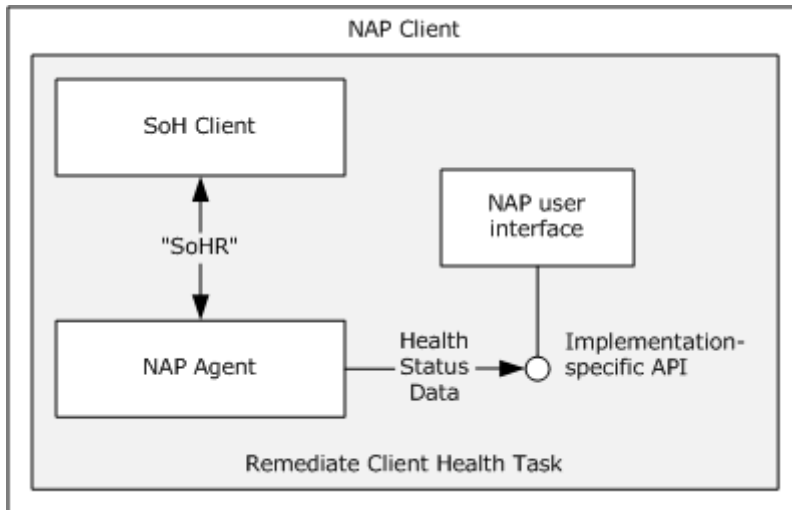 NAP Client
SoH Client
NAP user
interface
"SoHR"
NAP Agent
Health
Status
Data
Implementation-
specific API
Remediate Client Health Task